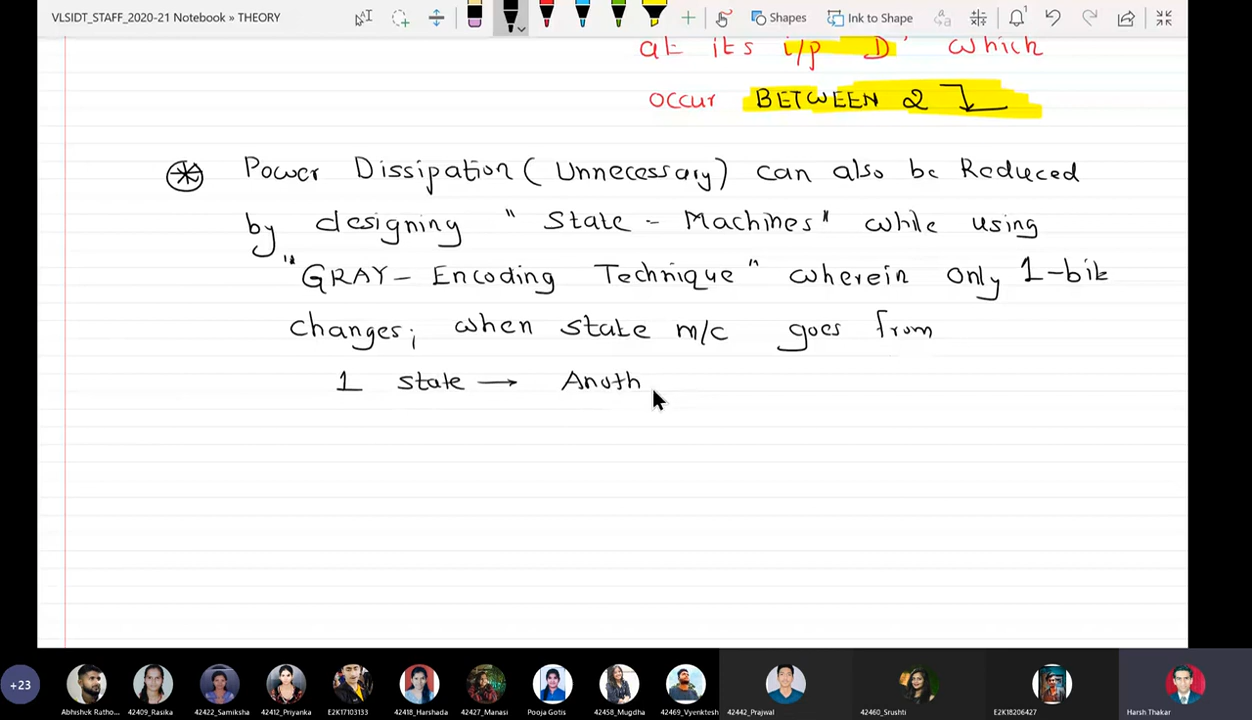 VLSIDT_STAFF_2020-21 Notebook » THEORY
Shapes
Ink to Shape
at its i/p D' which
occur BETWEEN 2
Power Dissipation (Unnecessary) can also be Reduced
by designing "State - Machines" while using
"GRAY- Encoding Technique" wherein only 1-bit
changes; when state m/c goes from
1 state → Anoth
+23
Abhishek Ratho...
42409_Rasika
42422_Samiksha
42412_Priyanka
E2K17103133
42418_Harshada
42427_Manasi
Pooja Gotis
42458_Mugdha
42469_Vyenktesh
42442_Prajwal
42460_Srushti
E2K18206427
Harsh Thakar